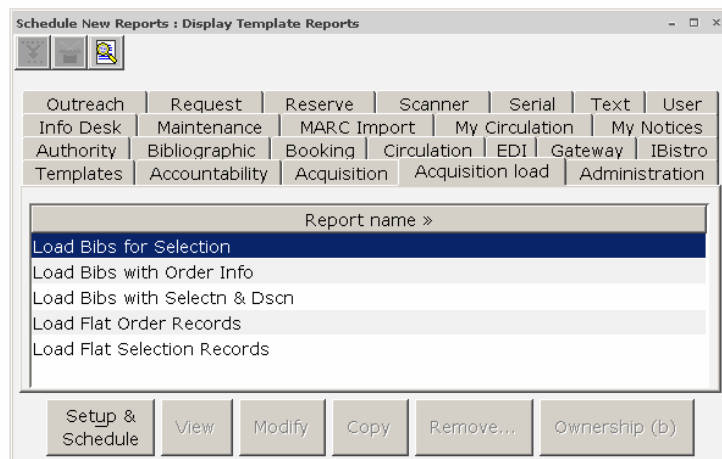 Schedule New Reports : Display Template Reports
Outreach Request Reserve Scanner Serial Text User
Info Desk Maintenance MARC Import My Circulation My Notices
Authority Bibliographic Booking Circulation EDI Gateway IBistro
Templates Accountability Acquisition Acquisition load Administration
Report name »
Load Bibs for Selection
Load Bibs with Order Info
Load Bibs with Selectn & Dscn
Load Flat Order Records
Load Flat Selection Records
Setup & Schedule View Modify Copy Remove... Ownership (b)